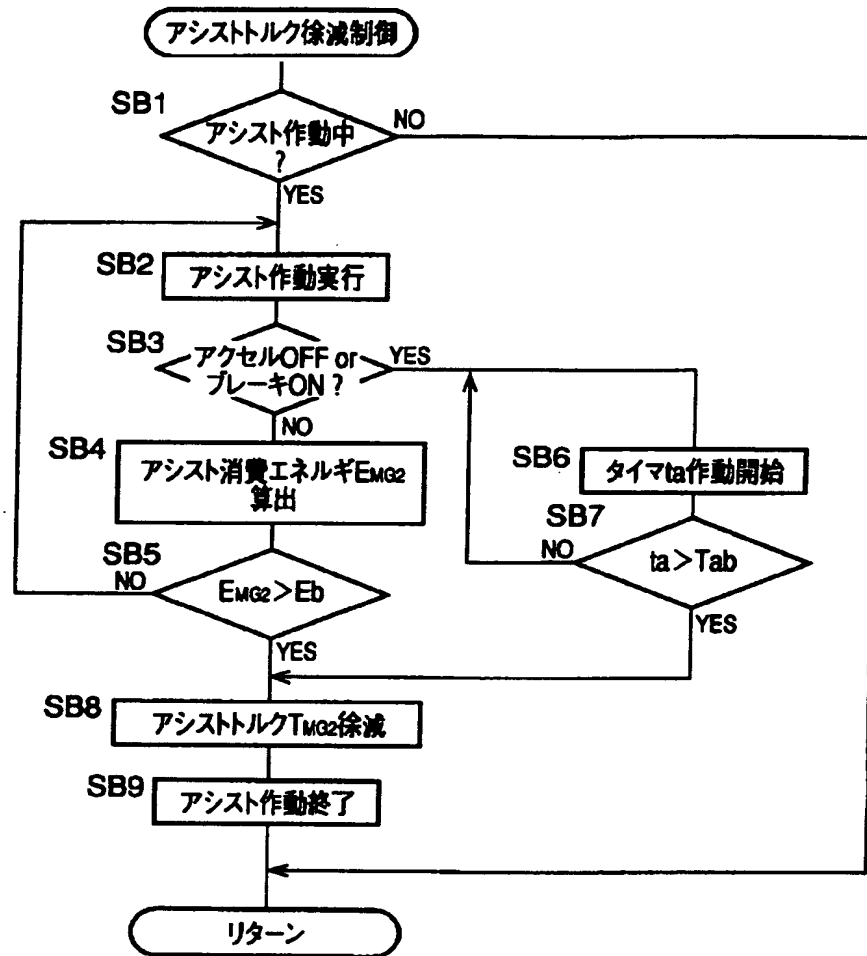 アシストトルク徐減制御
SB1
アシスト作動中
?
NO
YES
SB2
アシスト作動実行
SB3
アクセルOFF or
ブレーキON ?
YES
NO
SB4
アシスト消費エネルギEMG2
算出
SB5
NO
EMG2>Eb
YES
SB6
タイマta作動開始
SB7
NO
ta>Tab
YES
SB8
アシストトルクTMG2徐減
SB9
アシスト作動終了
リターン